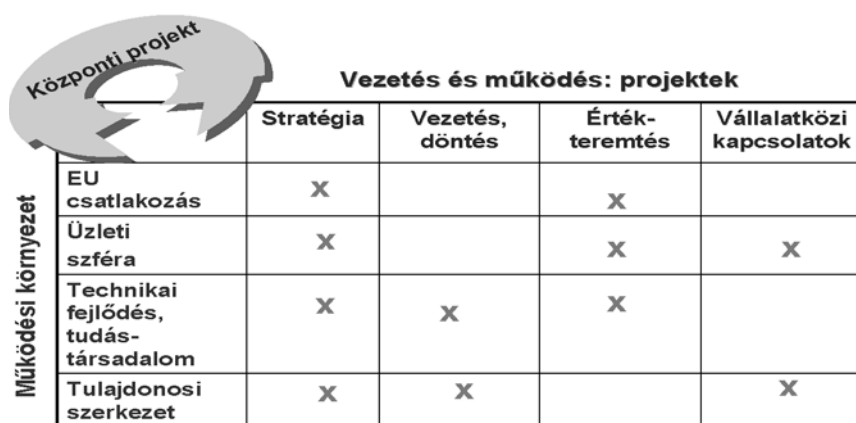 Központi projekt
Vezetés és működés: projektek
Stratégia
Vezetés,
döntés
Érték-
teremtés
Vállalatközi
kapcsolatok
Működési környezet
EU
csatlakozás
x
x
Üzleti
szféra
x
x
x
Technikai
fejlődés,
tudás-
társadalom
x
x
x
Tulajdonosi
szerkezet
x
x
x